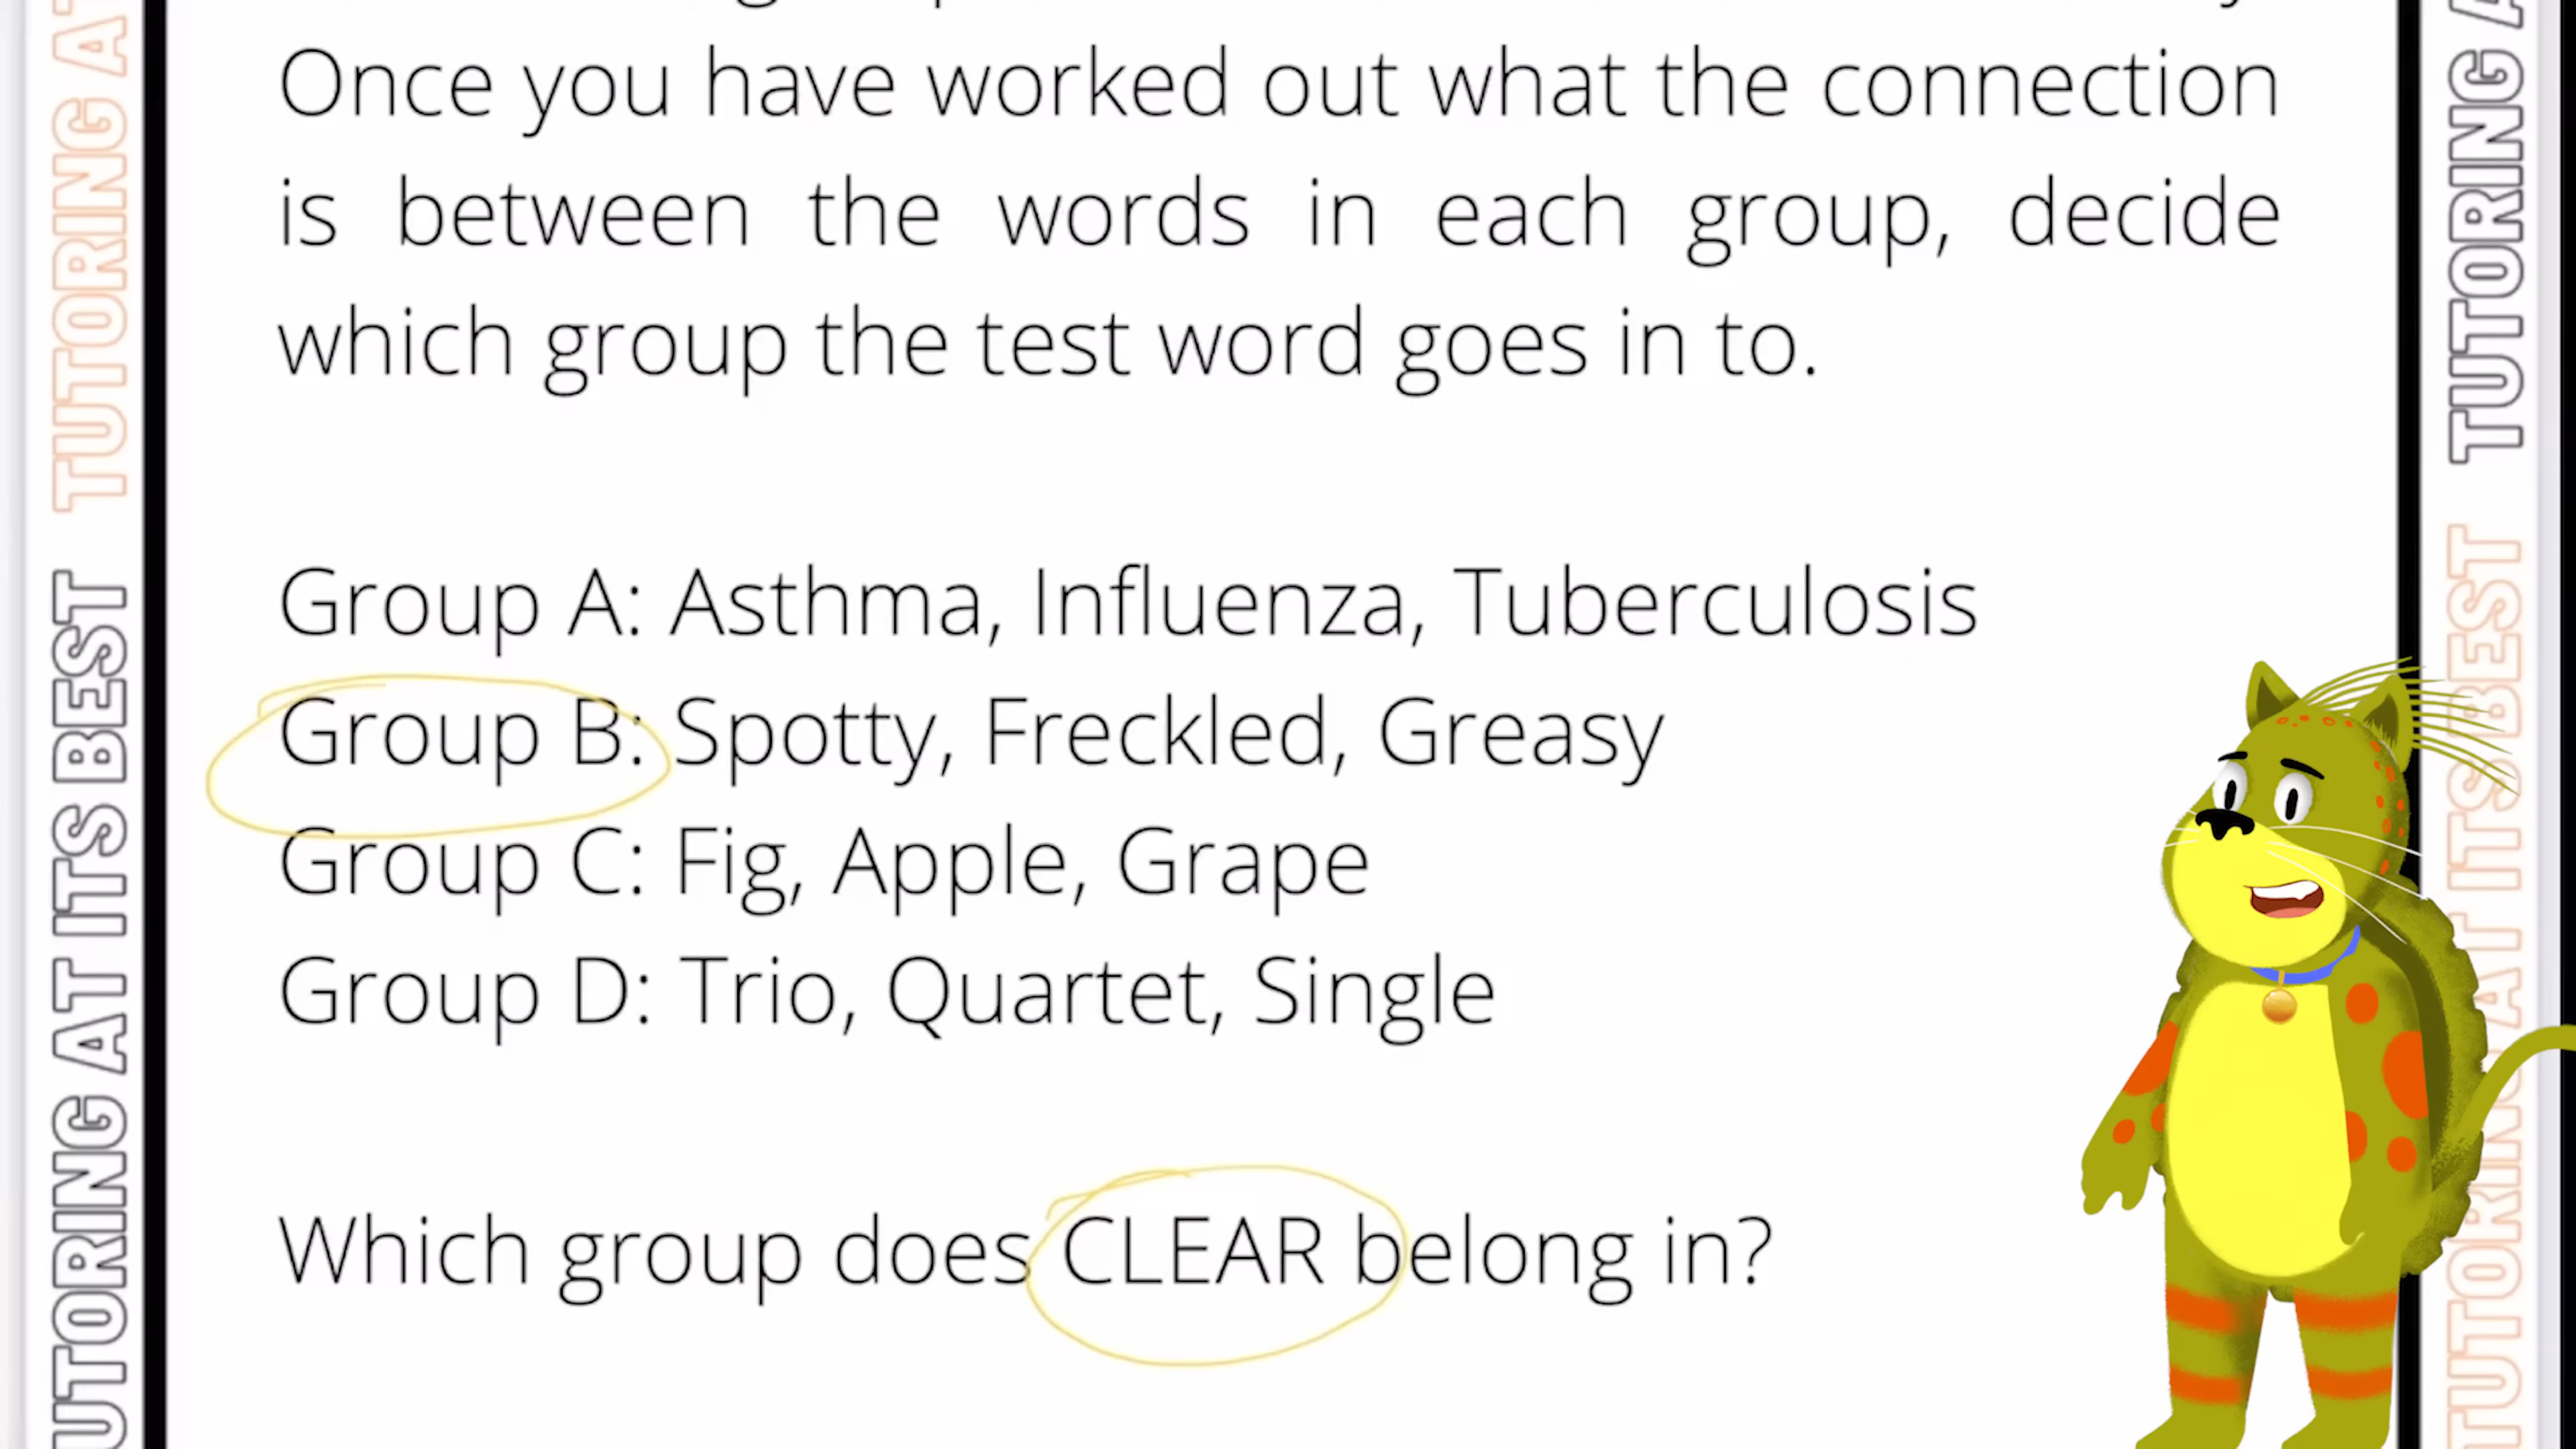 Once you have worked out what the connection
is between the words in each group, decide
which group the test word goes in to.
Group A: Asthma, Influenza, Tuberculosis
Group B: Spotty, Freckled, Greasy
Group C: Fig, Apple, Grape
Group D: Trio, Quartet, Single
Which group does CLEAR belong in?
TUTORING A
UTORING AT ITS BEST
TUTORING A
TUTORING AT ITS BEST